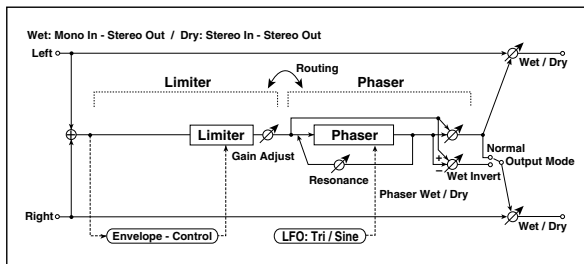 Wet: Mono In - Stereo Out / Dry: Stereo In - Stereo Out
Left
Wet / Dry
Routing
Limiter
Phaser
Limiter
Phaser
Gain Adjust
Normal
Output Mode
+
−
Wet Invert
Resonance
Phaser Wet / Dry
Right
Wet / Dry
Envelope - Control
LFO: Tri / Sine